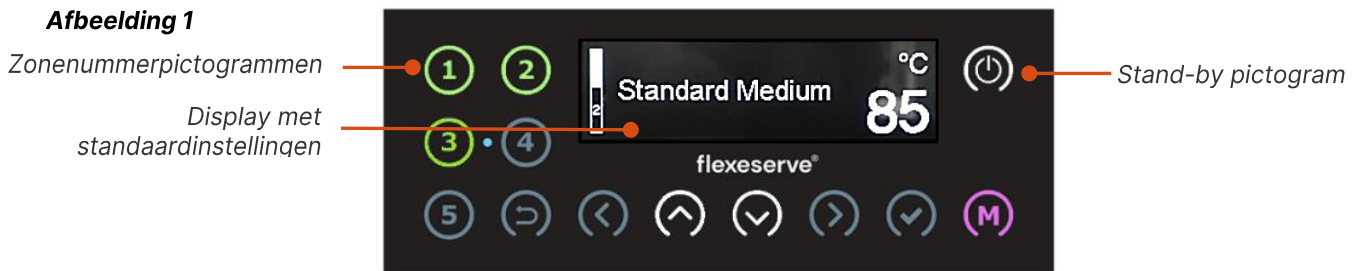 Afbeelding 1
Zonenummerpictogrammen
Display met
standaardinstellingen
Stand-by pictogram
1 2
3 4
2
Standard Medium
°C
85
flexeserve®
5
M